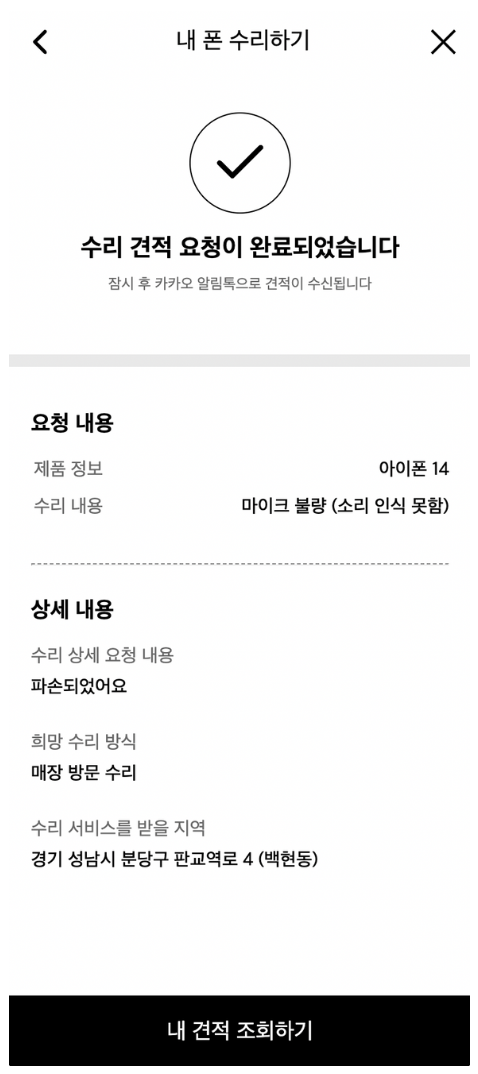 내 폰 수리하기
수리 견적 요청이 완료되었습니다
잠시 후 카카오 알림톡으로 견적이 수신됩니다
요청 내용
제품 정보 아이폰 14
수리 내용 마이크 불량 (소리 인식 못함)
상세 내용
수리 상세 요청 내용
파손되었어요
희망 수리 방식
매장 방문 수리
수리 서비스를 받을 지역
경기 성남시 분당구 판교역로 4 (백현동)
내 견적 조회하기